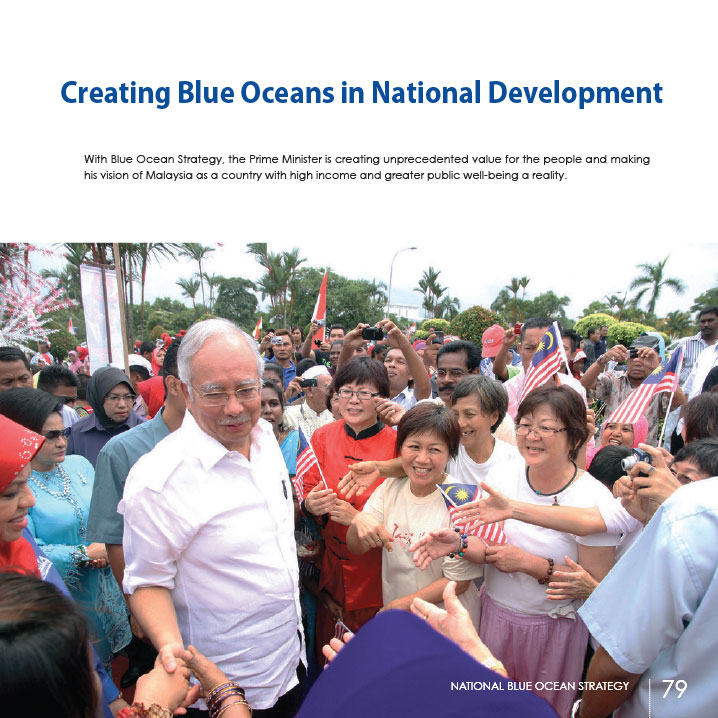 Creating Blue Oceans in National Development
With Blue Ocean Strategy, the Prime Minister is creating unprecedented value for the people and making
his vision of Malaysia as a country with high income and greater public well-being a reality.
NATIONAL BLUE OCEAN STRATEGY
79